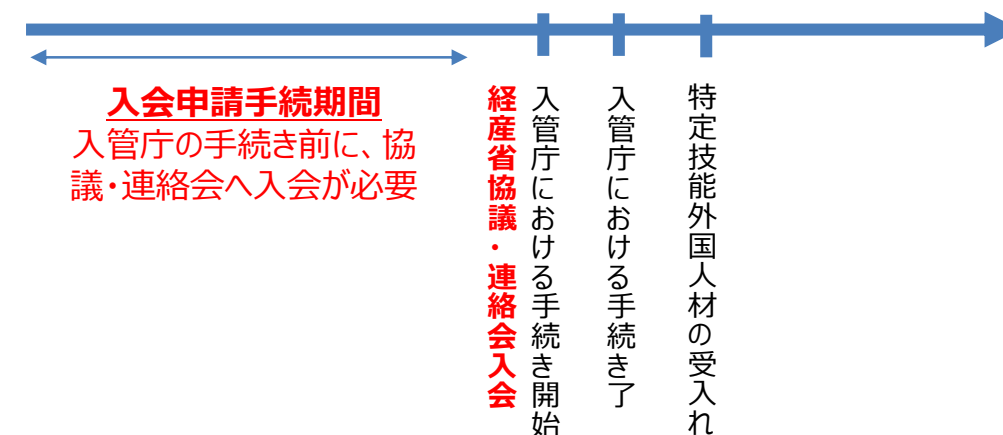 入会申請手続期間
入管庁の手続き前に、協
議・連絡会へ入会が必要
経産省協議・連絡会入会
入管庁における手続き開始
入管庁における手続き了
特定技能外国人材の受入れ